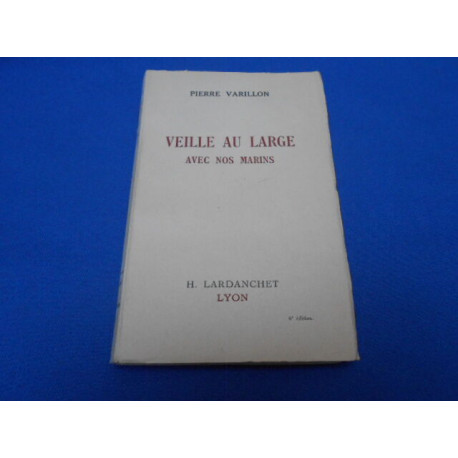 PIERRE VARILLON
VEILLE AU LARGE
AVEC NOS MARINS
H. LARDANCHET
LYON